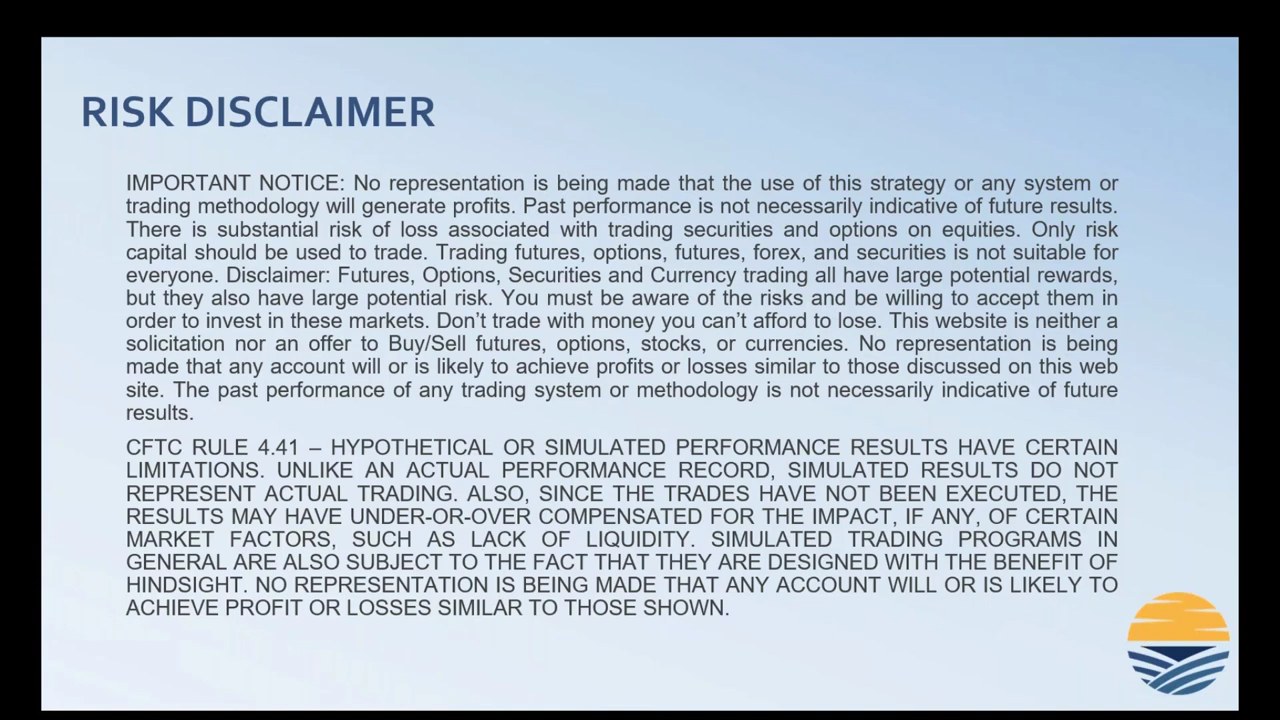 RISK DISCLAIMER
IMPORTANT NOTICE: No representation is being made that the use of this strategy or any system or
trading methodology will generate profits. Past performance is not necessarily indicative of future results.
There is substantial risk of loss associated with trading securities and options on equities. Only risk
capital should be used to trade. Trading futures, options, futures, forex, and securities is not suitable for
everyone. Disclaimer: Futures, Options, Securities and Currency trading all have large potential rewards,
but they also have large potential risk. You must be aware of the risks and be willing to accept them in
order to invest in these markets. Don’t trade with money you can’t afford to lose. This website is neither a
solicitation nor an offer to Buy/Sell futures, options, stocks, or currencies. No representation is being
made that any account will or is likely to achieve profits or losses similar to those discussed on this web
site. The past performance of any trading system or methodology is not necessarily indicative of future
results.
CFTC RULE 4.41 – HYPOTHETICAL OR SIMULATED PERFORMANCE RESULTS HAVE CERTAIN
LIMITATIONS. UNLIKE AN ACTUAL PERFORMANCE RECORD, SIMULATED RESULTS DO NOT
REPRESENT ACTUAL TRADING. ALSO, SINCE THE TRADES HAVE NOT BEEN EXECUTED, THE
RESULTS MAY HAVE UNDER-OR-OVER COMPENSATED FOR THE IMPACT, IF ANY, OF CERTAIN
MARKET FACTORS, SUCH AS LACK OF LIQUIDITY. SIMULATED TRADING PROGRAMS IN
GENERAL ARE ALSO SUBJECT TO THE FACT THAT THEY ARE DESIGNED WITH THE BENEFIT OF
HINDSIGHT. NO REPRESENTATION IS BEING MADE THAT ANY ACCOUNT WILL OR IS LIKELY TO
ACHIEVE PROFIT OR LOSSES SIMILAR TO THOSE SHOWN.